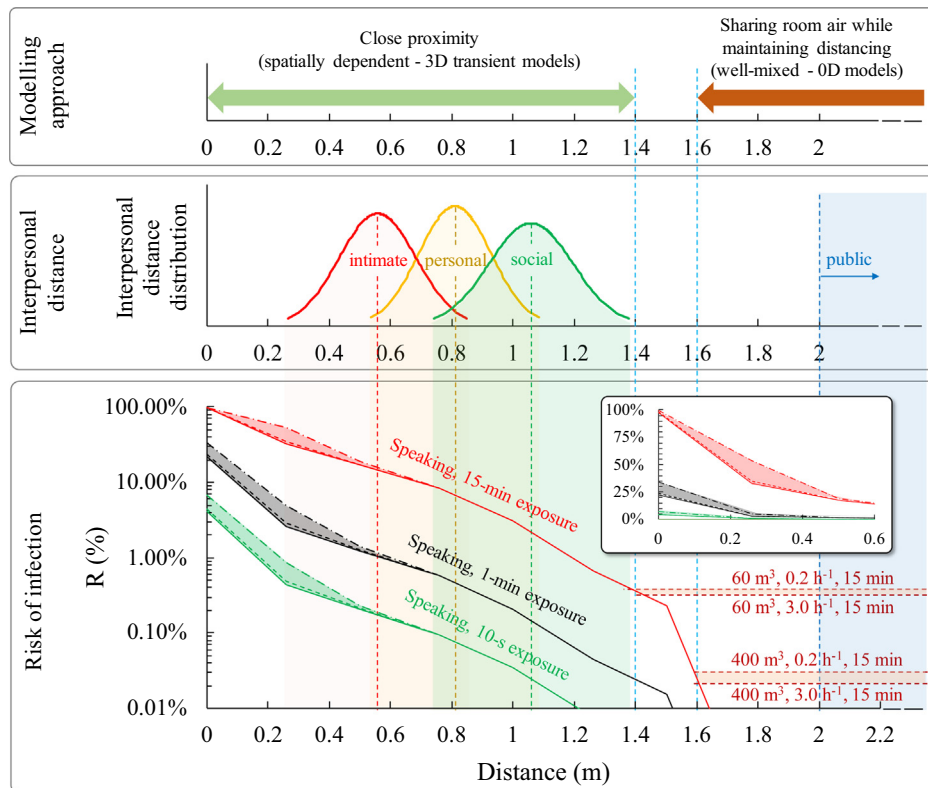 Modelling
approach
Close proximity
(spatially dependent - 3D transient models)
Sharing room air while
maintaining distancing
(well-mixed - 0D models)
0 0.2 0.4 0.6 0.8 1 1.2 1.4 1.6 1.8 2
Interpersonal
distance
Interpersonal
distance
distribution
intimate personal social public
0 0.2 0.4 0.6 0.8 1 1.2 1.4 1.6 1.8 2
Risk of infection
R (%)
100.00%
10.00%
1.00%
0.10%
0.01%
Speaking, 15-min exposure
Speaking, 1-min exposure
Speaking, 10-s exposure
100%
75%
50%
25%
0%
0 0.2 0.4 0.6
60 m³, 0.2 h⁻¹, 15 min
60 m³, 3.0 h⁻¹, 15 min
400 m³, 0.2 h⁻¹, 15 min
400 m³, 3.0 h⁻¹, 15 min
0 0.2 0.4 0.6 0.8 1 1.2 1.4 1.6 1.8 2 2.2
Distance (m)